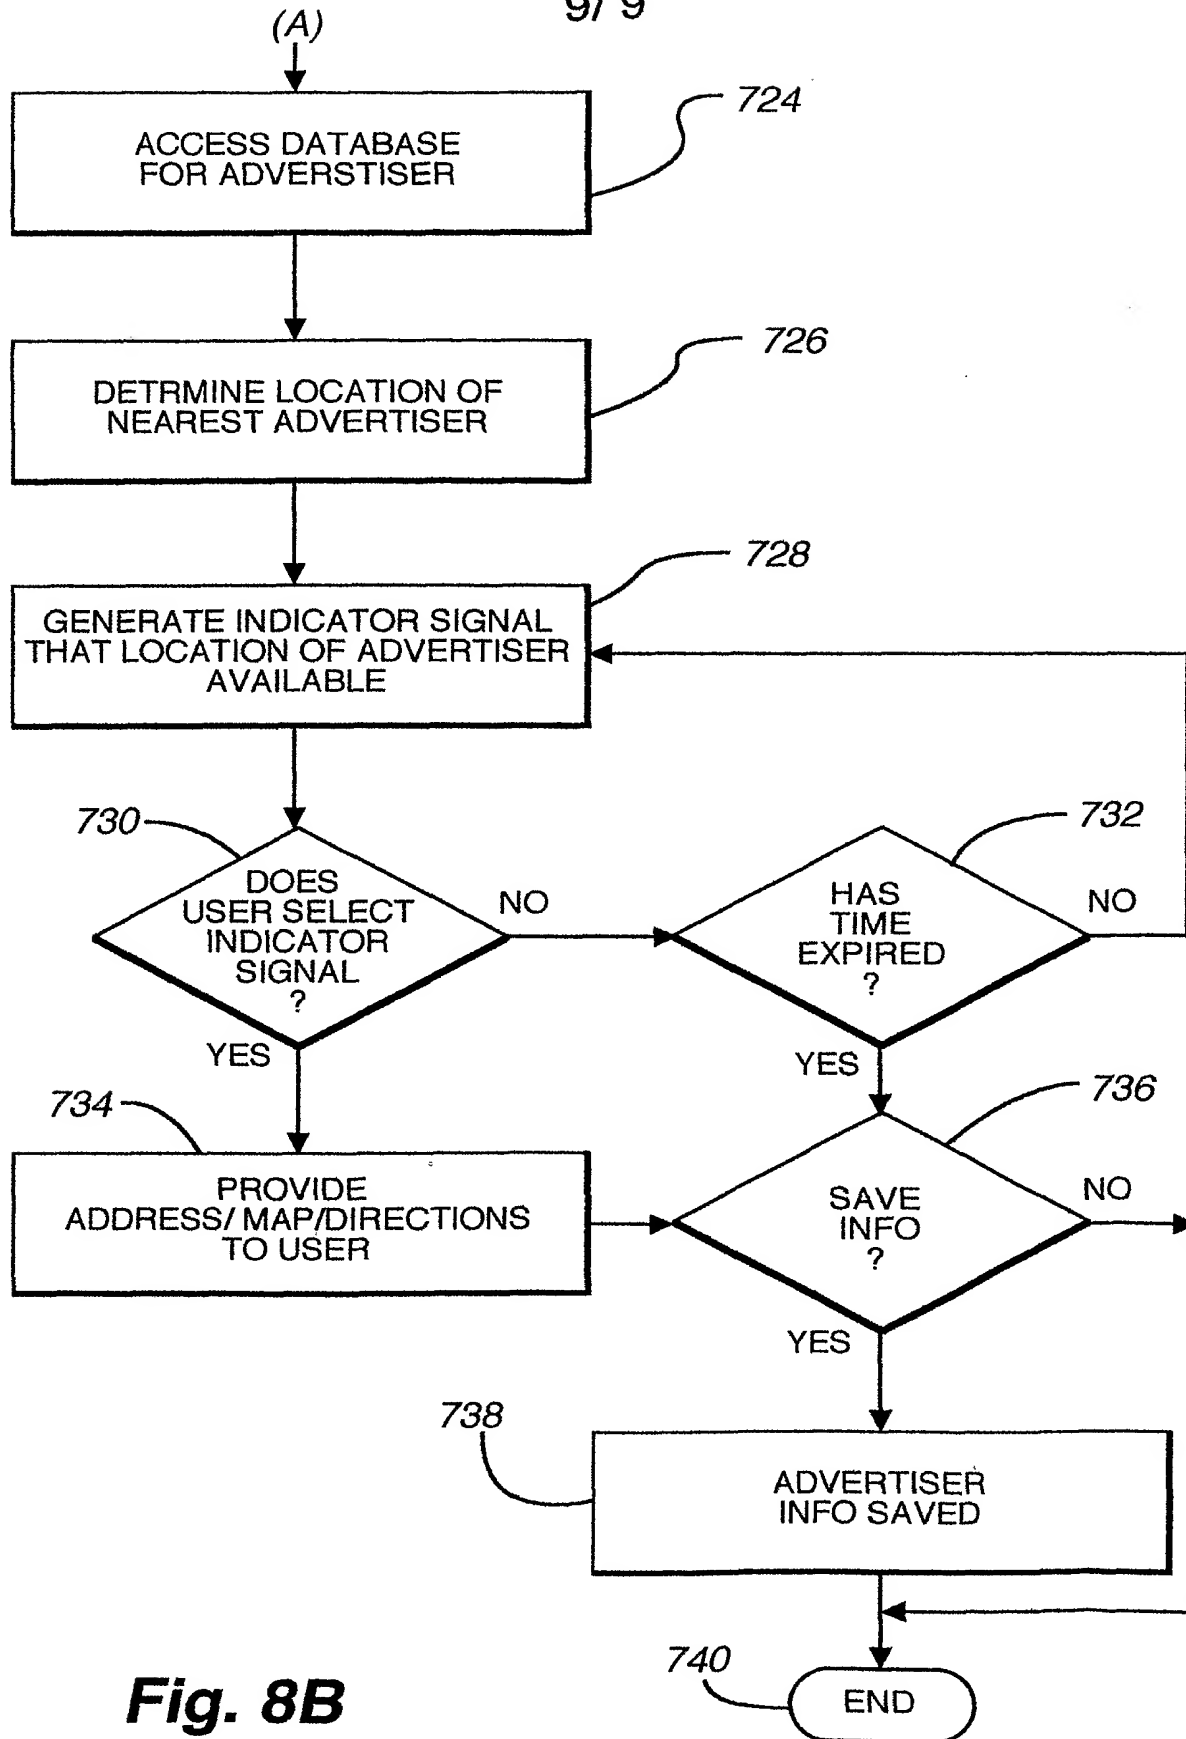 9/ 9
(A)
724
ACCESS DATABASE
FOR ADVERSTISER
726
DETRMINE LOCATION OF
NEAREST ADVERTISER
728
GENERATE INDICATOR SIGNAL
THAT LOCATION OF ADVERTISER
AVAILABLE
730
DOES
USER SELECT
INDICATOR
SIGNAL
?
NO
YES
732
HAS
TIME
EXPIRED
?
NO
YES
734
PROVIDE
ADDRESS/ MAP/DIRECTIONS
TO USER
736
SAVE
INFO
?
NO
YES
738
ADVERTISER
INFO SAVED
740
END
Fig. 8B